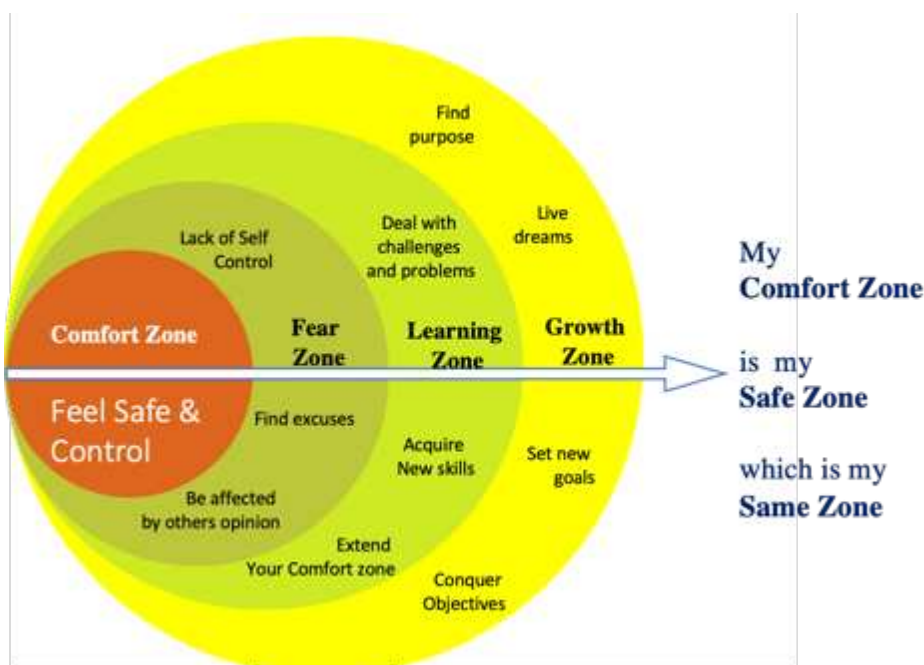 Find
purpose
Live
dreams
Deal with
challenges
and problems
Lack of Self
Control
My
Comfort Zone
Comfort Zone
Fear
Zone
Learning
Zone
Growth
Zone
is my
Safe Zone
Feel Safe &
Control
Find excuses
Acquire
New skills
Set new
goals
which is my
Same Zone
Be affected
by others opinion
Extend
Your Comfort zone
Conquer
Objectives